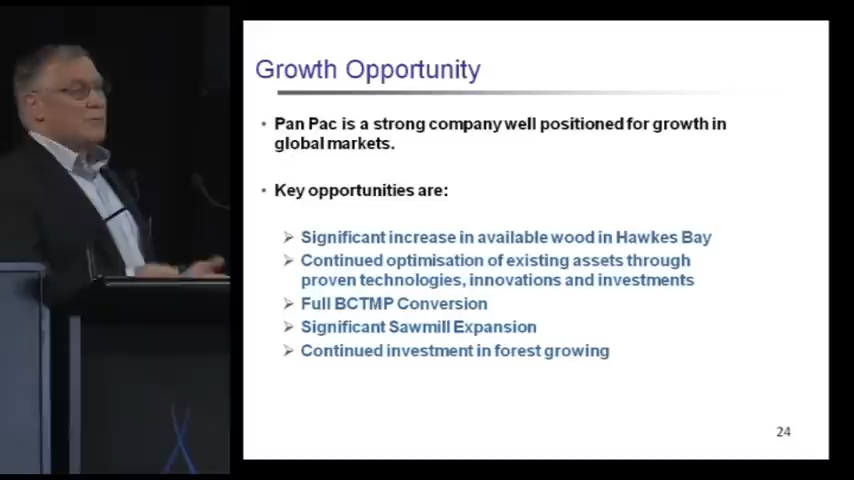 Growth Opportunity
• Pan Pac is a strong company well positioned for growth in
global markets.
• Key opportunities are:
➢ Significant increase in available wood in Hawkes Bay
➢ Continued optimisation of existing assets through
proven technologies, innovations and investments
➢ Full BCTMP Conversion
➢ Significant Sawmill Expansion
➢ Continued investment in forest growing
24